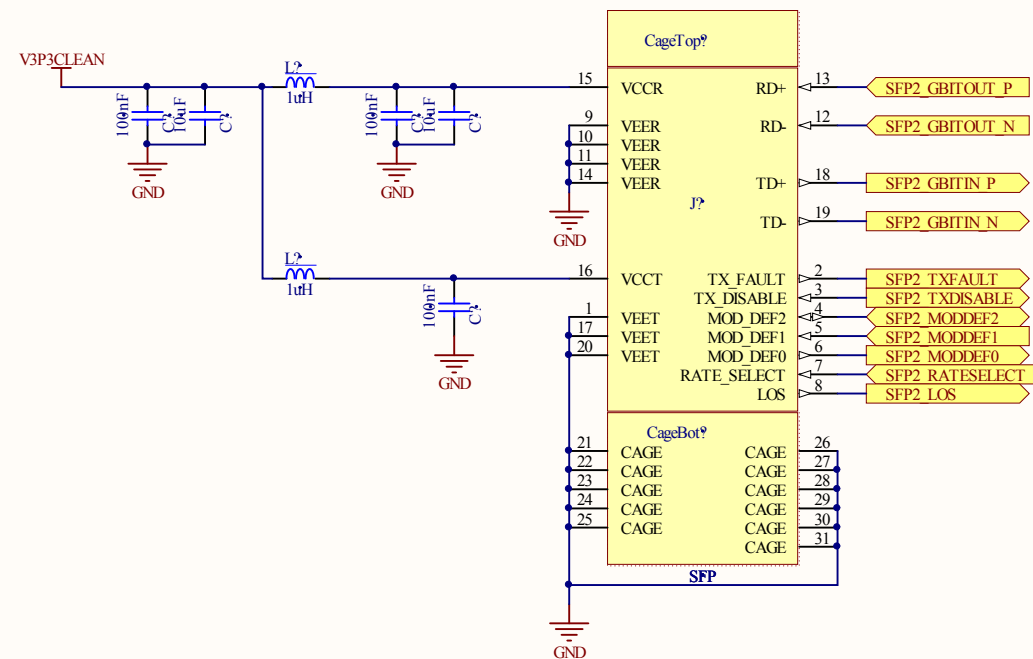 CageTop?
V3P3CLEAN
L?
1uH
100nF
C?
10uF
C?
GND
100nF
C?
10uF
C?
GND
15 VCCR RD+ 13 SFP2_GBITOUT_P
9 VEER RD- 12 SFP2_GBITOUT_N
10 VEER
11 VEER
14 VEER TD+ 18 SFP2_GBITIN_P
GND
J?
TD- 19 SFP2_GBITIN_N
L?
1uH
16 VCCT TX_FAULT 2 SFP2_TXFAULT
TX_DISABLE 3 SFP2_TXDISABLE
100nF
C?
GND
1 VEET MOD_DEF2 4 SFP2_MODDEF2
17 VEET MOD_DEF1 5 SFP2_MODDEF1
20 VEET MOD_DEF0 6 SFP2_MODDEF0
RATE_SELECT 7 SFP2_RATESELECT
LOS 8 SFP2_LOS
CageBot?
21 CAGE CAGE 26
22 CAGE CAGE 27
23 CAGE CAGE 28
24 CAGE CAGE 29
25 CAGE CAGE 30
CAGE 31
SFP
GND